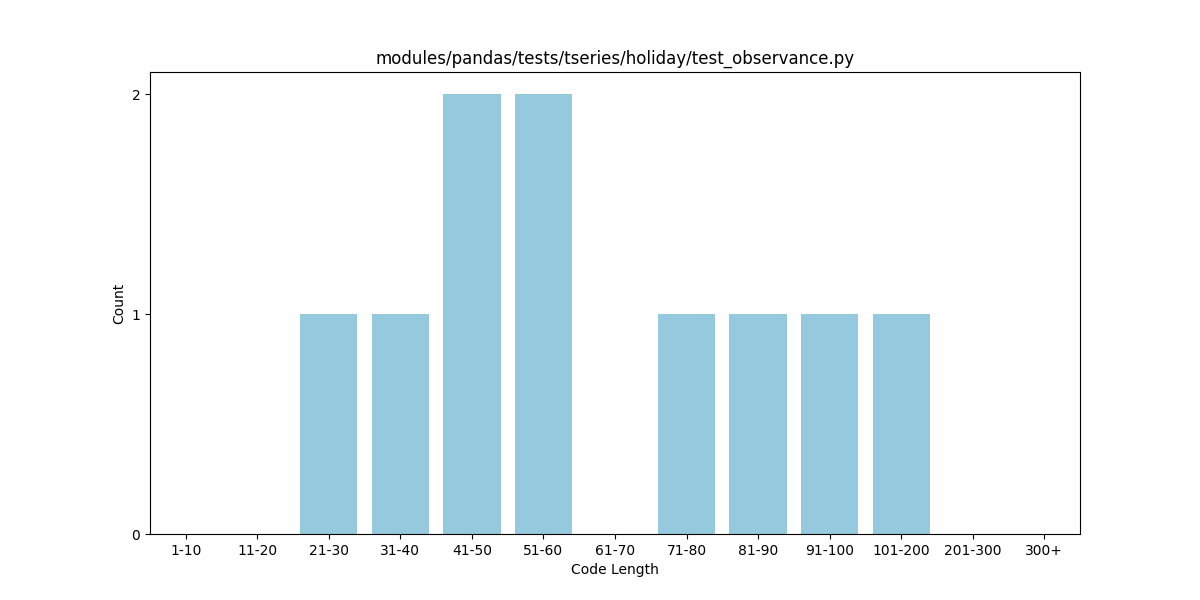 modules/pandas/tests/tseries/holiday/test_observance.py
Count
2
1
0
1-10 11-20 21-30 31-40 41-50 51-60 61-70 71-80 81-90 91-100 101-200 201-300 300+
Code Length